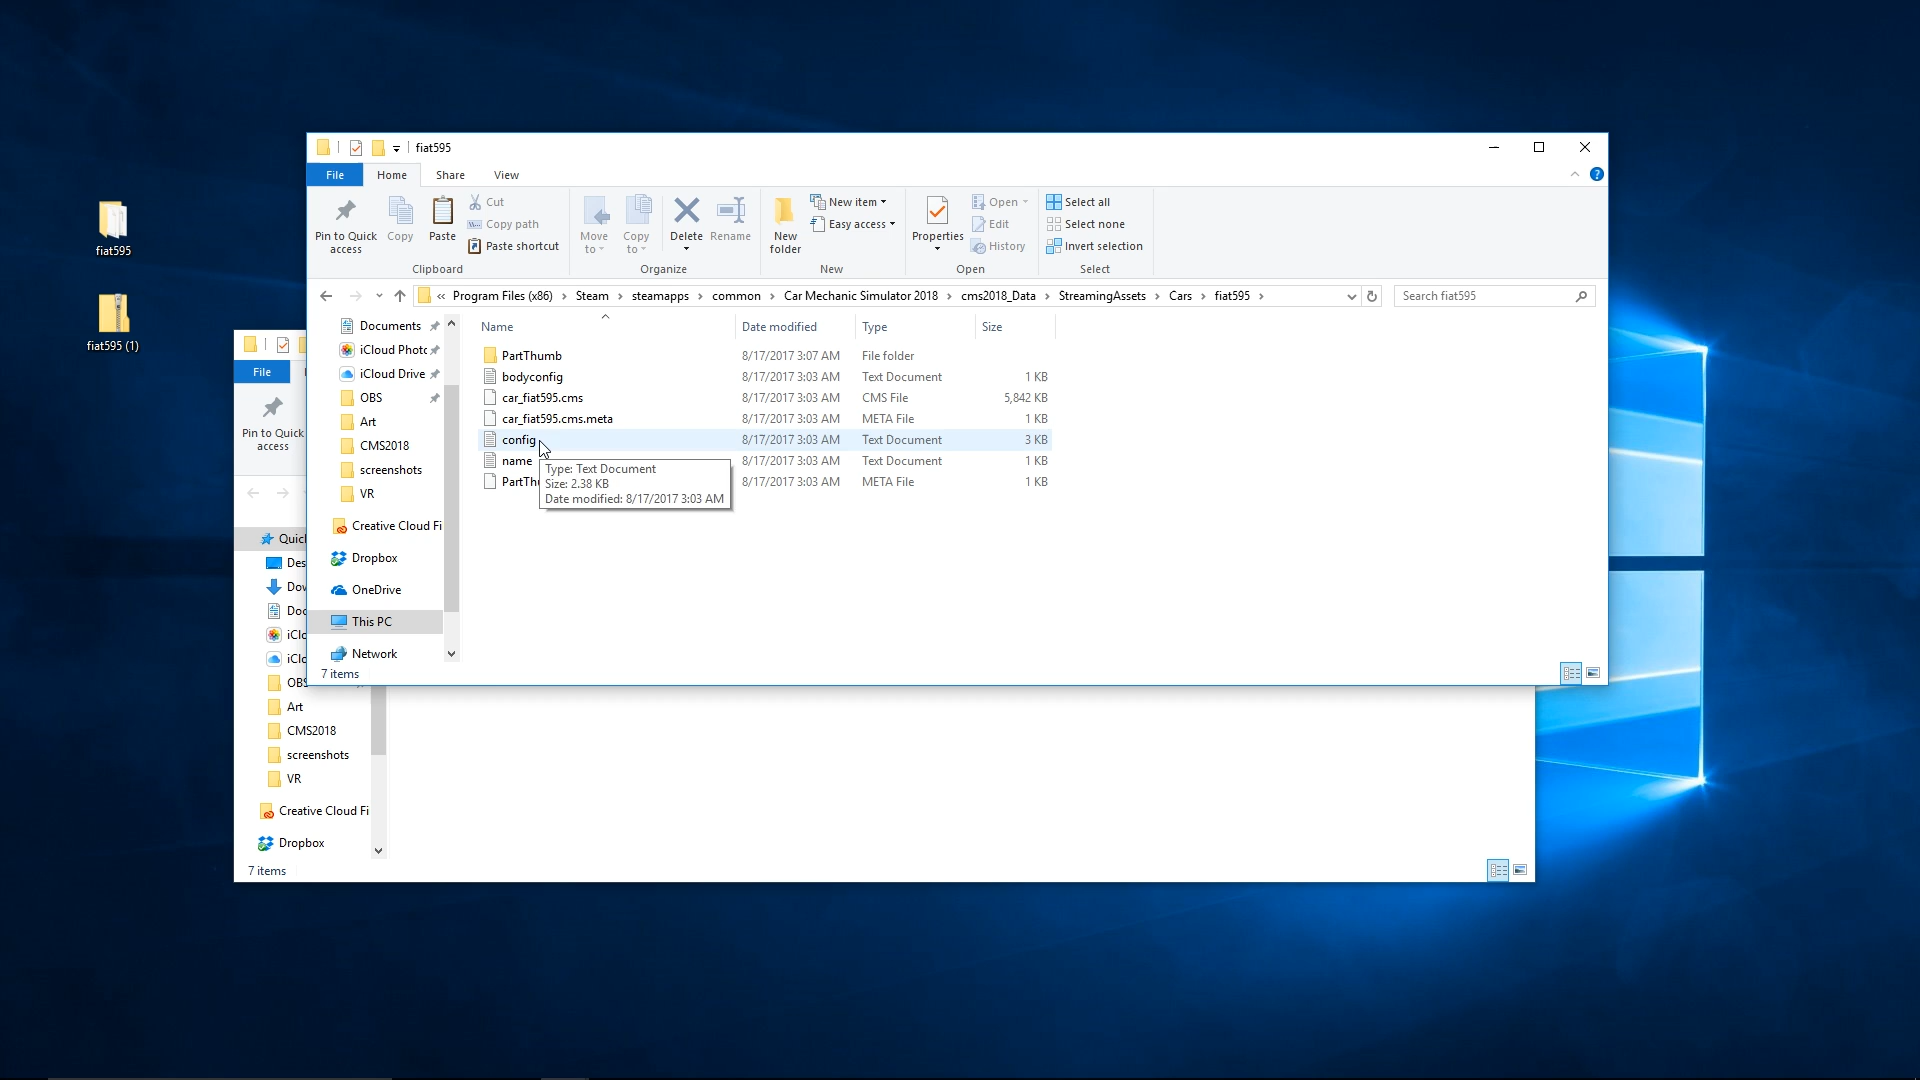 fiat595
File Home Share View
Pin to Quick access
Copy
Paste
Cut
Copy path
Paste shortcut
Clipboard
Move to
Copy to
Delete
Rename
Organize
New folder
New item
Easy access
New
Properties
Open
Edit
History
Open
Select all
Select none
Invert selection
Select
« Program Files (x86) › Steam › steamapps › common › Car Mechanic Simulator 2018 › cms2018_Data › StreamingAssets › Cars › fiat595 ›
Search fiat595
Documents
iCloud Photo
iCloud Drive
OBS
Art
CMS2018
screenshots
VR
Creative Cloud Fi
Dropbox
OneDrive
This PC
Network
Name Date modified Type Size
PartThumb 8/17/2017 3:07 AM File folder
bodyconfig 8/17/2017 3:03 AM Text Document 1 KB
car_fiat595.cms 8/17/2017 3:03 AM CMS File 5,842 KB
car_fiat595.cms.meta 8/17/2017 3:03 AM META File 1 KB
config 8/17/2017 3:03 AM Text Document 3 KB
name 8/17/2017 3:03 AM Text Document 1 KB
PartThu 8/17/2017 3:03 AM META File 1 KB
Type: Text Document
Size: 2.38 KB
Date modified: 8/17/2017 3:03 AM
7 items
fiat595
fiat595 (1)
File
Pin to Quick access
Quicl
Des
Dov
Doc
iClo
iClo
OBS
Art
CMS2018
screenshots
VR
Creative Cloud Fi
Dropbox
7 items